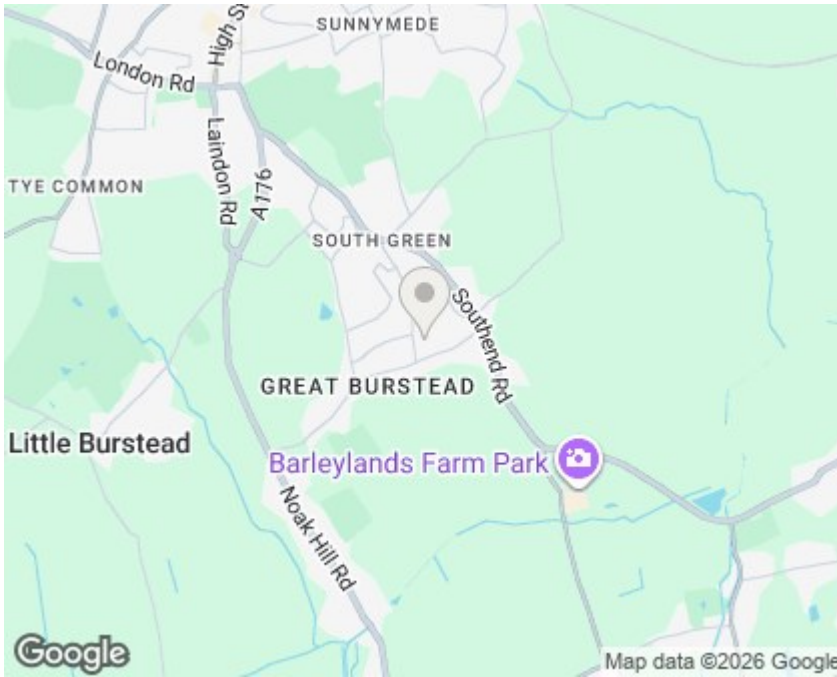 SUNNYMEDE
High St
London Rd
Laindon Rd
A176
TYE COMMON
SOUTH GREEN
Southend Rd
GREAT BURSTEAD
Little Burstead
Barleylands Farm Park
Noak Hill Rd
Google
Map data ©2026 Google